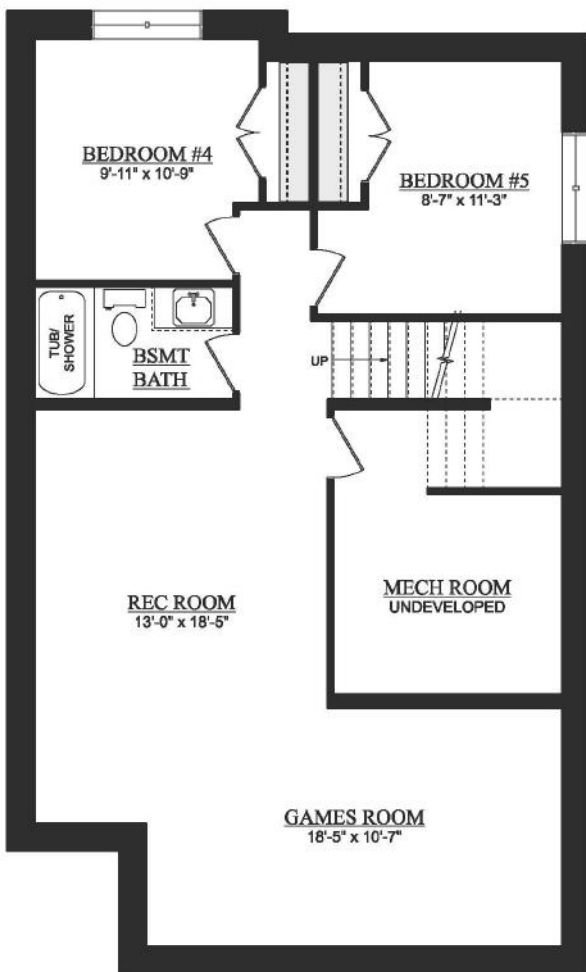 BEDROOM #4
9'-11" x 10'-9"
BEDROOM #5
8'-7" x 11'-3"
TUB/
SHOWER
BSMT
BATH
UP
MECH ROOM
UNDEVELOPED
REC ROOM
13'-0" x 18'-5"
GAMES ROOM
18'-5" x 10'-7"